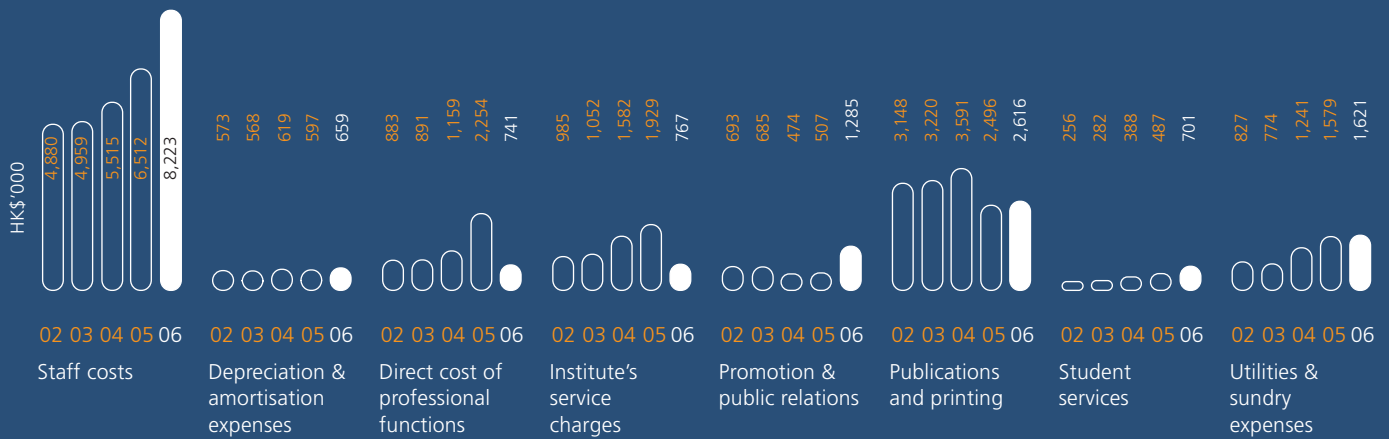 HK$'000
4,880
4,959
5,515
6,512
8,223
573
568
619
597
659
883
891
1,159
2,254
741
985
1,052
1,582
1,929
767
693
685
474
507
1,285
3,148
3,220
3,591
2,496
2,616
256
282
388
487
701
827
774
1,241
1,579
1,621
02 03 04 05 06
02 03 04 05 06
02 03 04 05 06
02 03 04 05 06
02 03 04 05 06
02 03 04 05 06
02 03 04 05 06
02 03 04 05 06
Staff costs
Depreciation &
amortisation
expenses
Direct cost of
professional
functions
Institute's
service
charges
Promotion &
public relations
Publications
and printing
Student
services
Utilities &
sundry
expenses